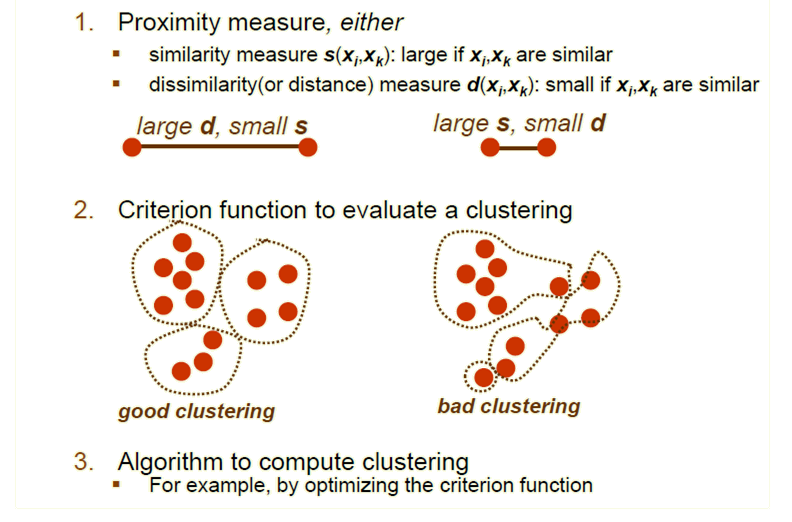 1. Proximity measure, either
▪ similarity measure s(xᵢ,xₖ): large if xᵢ,xₖ are similar
▪ dissimilarity(or distance) measure d(xᵢ,xₖ): small if xᵢ,xₖ are similar
large d, small s
large s, small d
2. Criterion function to evaluate a clustering
good clustering
bad clustering
3. Algorithm to compute clustering
▪ For example, by optimizing the criterion function